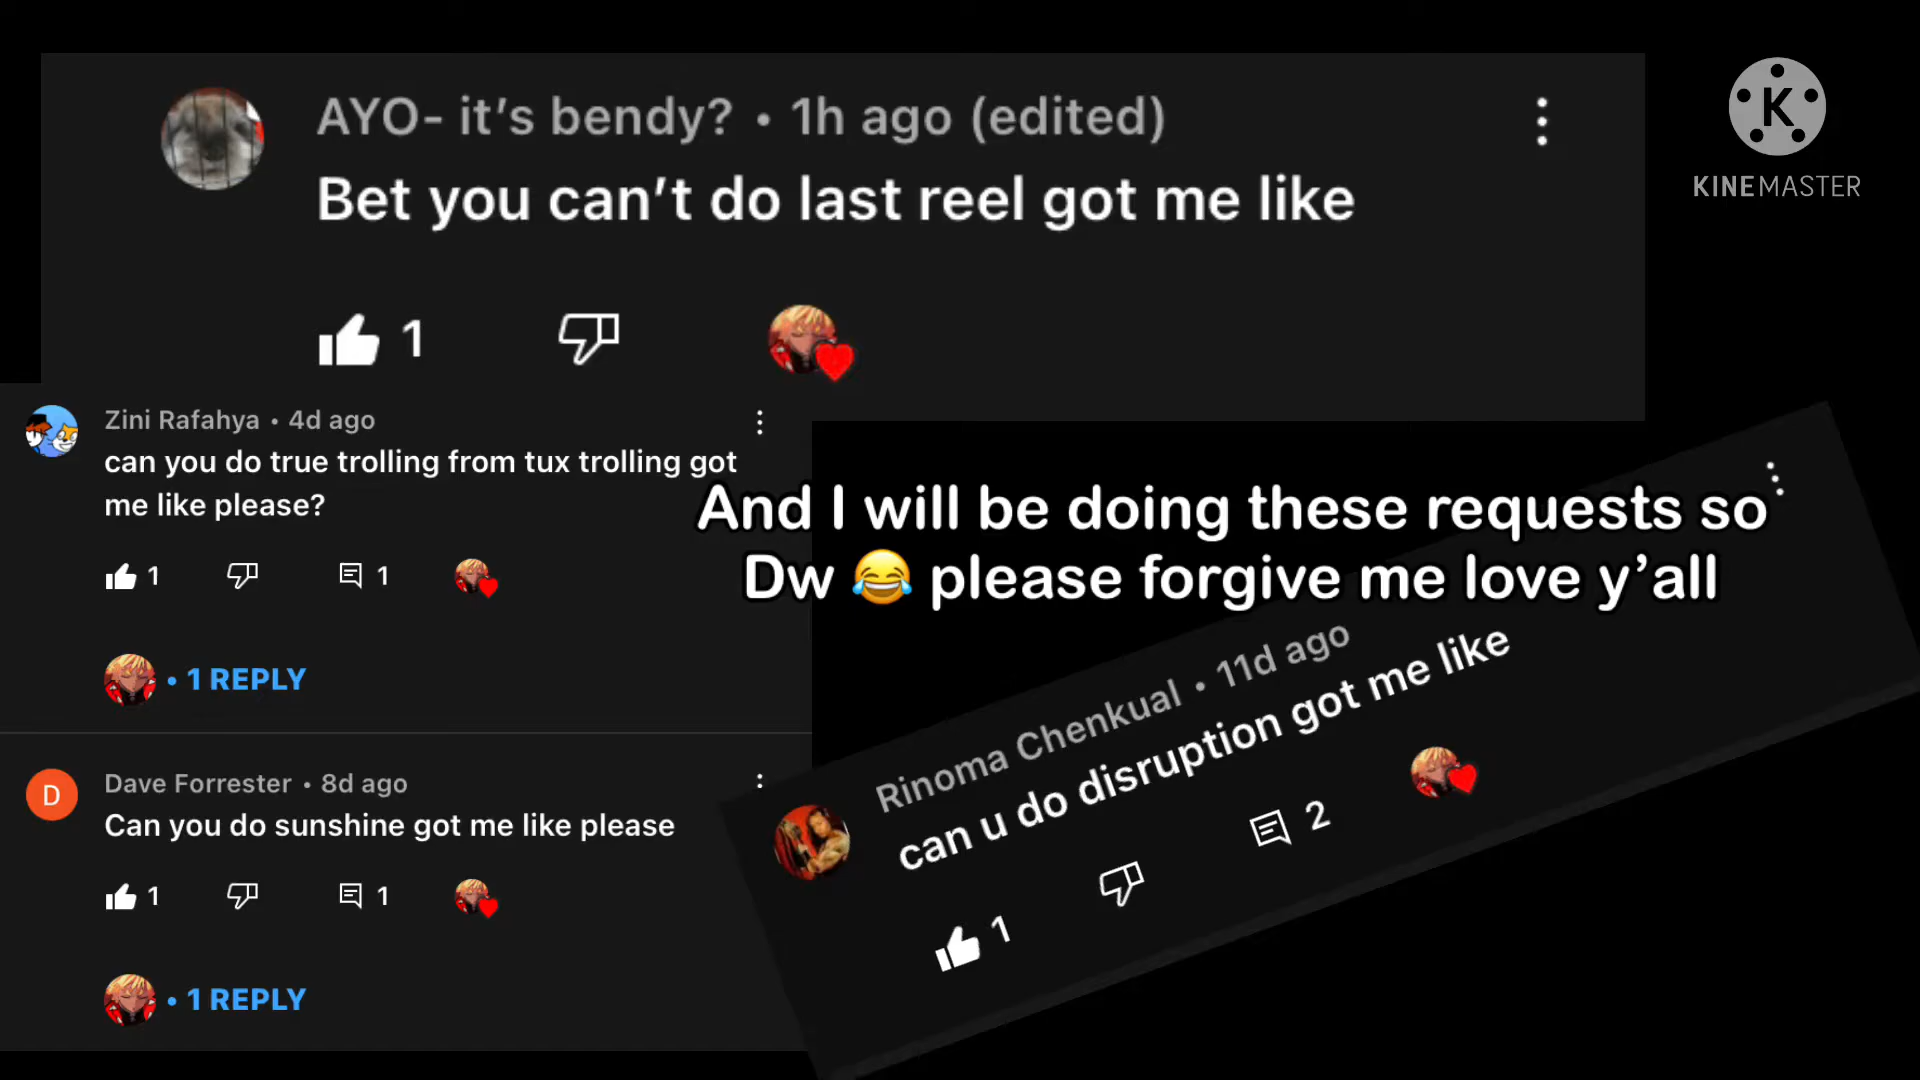 AYO- it's bendy? • 1h ago (edited)
Bet you can't do last reel got me like
1
K
KINEMASTER
Zini Rafahya • 4d ago
can you do true trolling from tux trolling got
me like please?
1 1
• 1 REPLY
And I will be doing these requests so
Dw 😂 please forgive me love y'all
Dave Forrester • 8d ago
D
Can you do sunshine got me like please
1 1
• 1 REPLY
Rinoma Chenkual • 11d ago
can u do disruption got me like
1 2